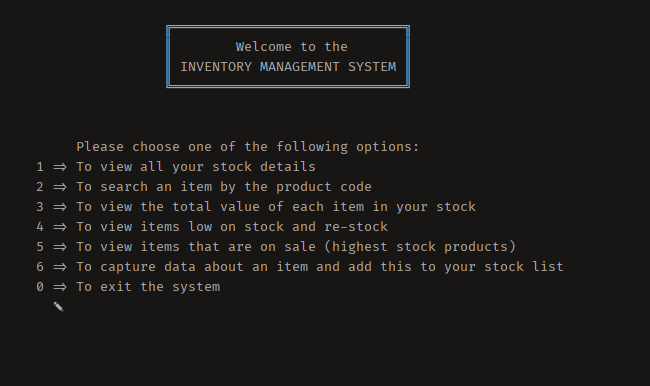 Welcome to the
INVENTORY MANAGEMENT SYSTEM
Please choose one of the following options:
1 => To view all your stock details
2 => To search an item by the product code
3 => To view the total value of each item in your stock
4 => To view items low on stock and re-stock
5 => To view items that are on sale (highest stock products)
6 => To capture data about an item and add this to your stock list
0 => To exit the system